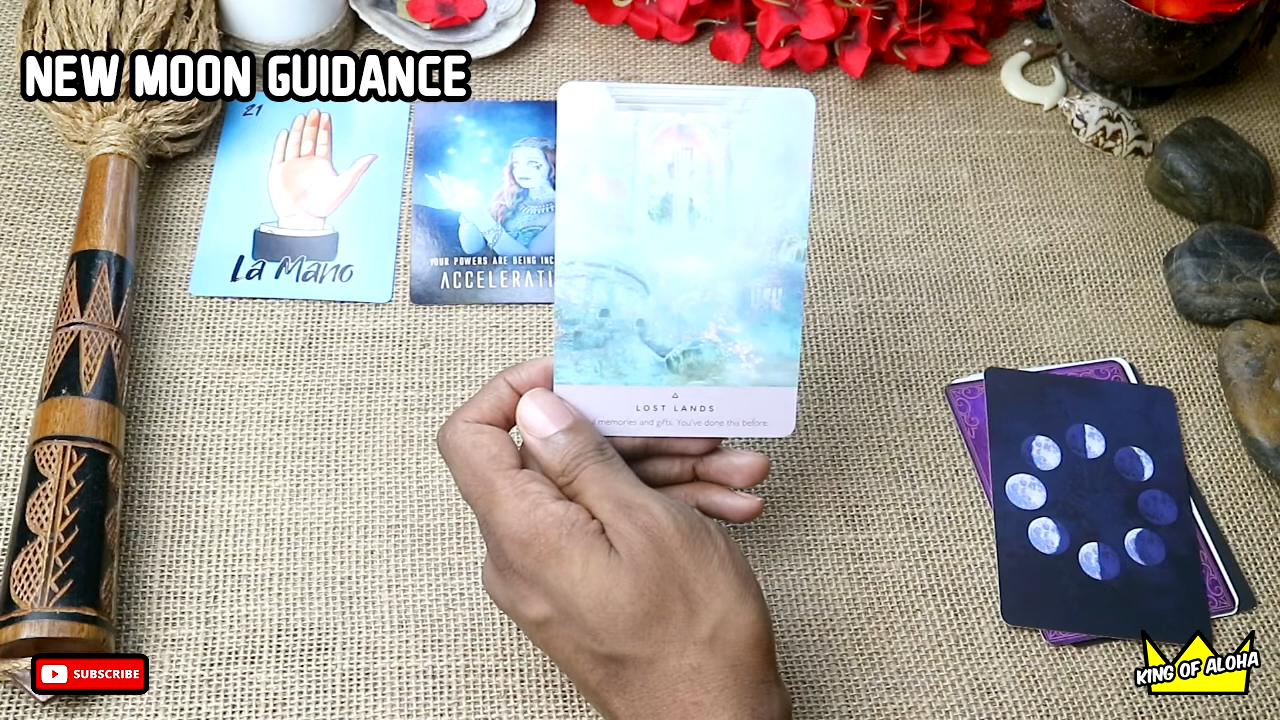 NEW MOON GUIDANCE
21
La Mano
YOUR POWERS ARE BEING INC
ACCELERATI
LOST LANDS
memories and gifts. You've done this before.
SUBSCRIBE
KING OF ALOHA